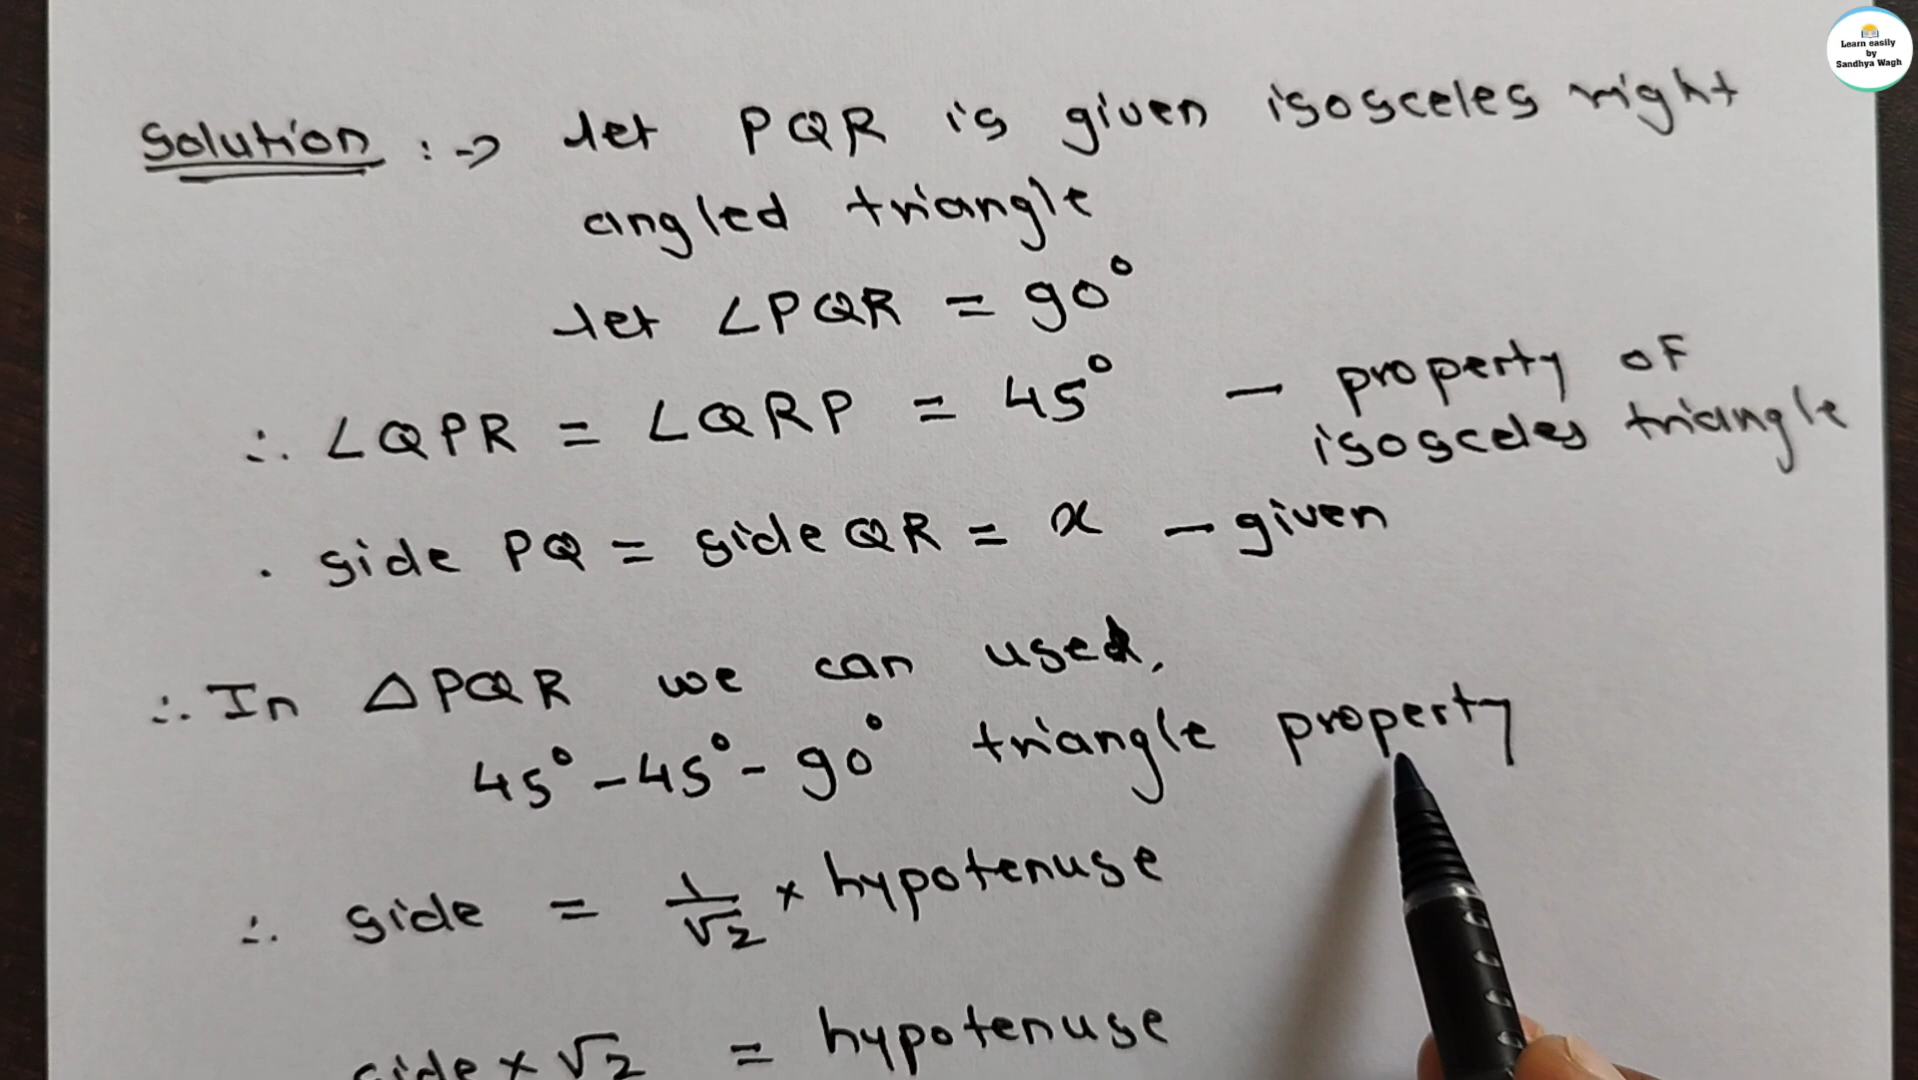 Learn easily
by
Sandhya Wagh
Solution :→ let PQR is given isosceles right
angled triangle
let ∠PQR = 90°
∴ ∠QPR = ∠QRP = 45° — property of
isosceles triangle
. side PQ = side QR = x — given
∴ In △PQR we can used,
45° – 45° – 90° triangle property
∴ side = 1/√2 × hypotenuse
side × √2 = hypotenuse